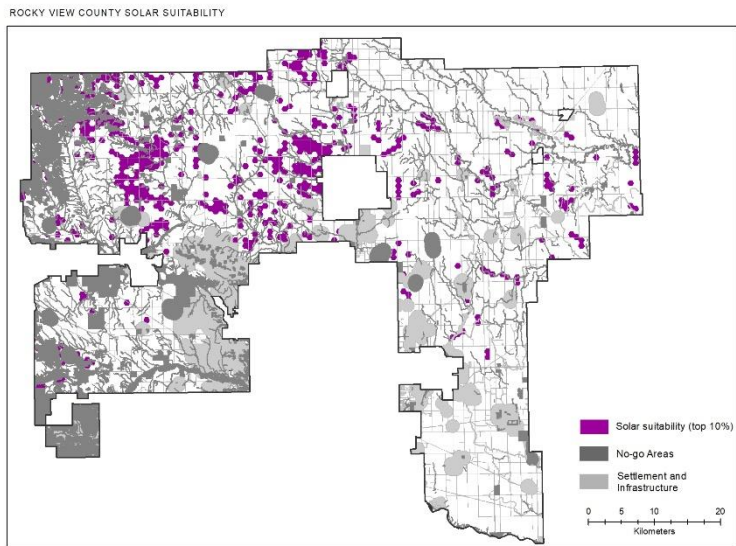 ROCKY VIEW COUNTY SOLAR SUITABILITY
Solar suitability (top 10%)
No-go Areas
Settlement and
Infrastructure
0 5 10 20
Kilometers